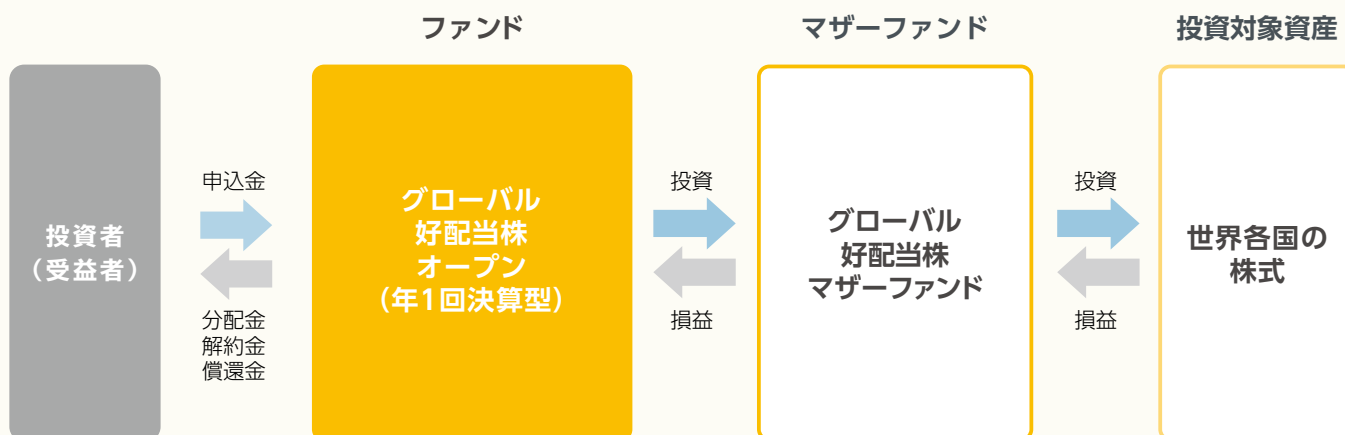 ファンド
マザーファンド
投資対象資産
投資者
（受益者）
申込金
分配金
解約金
償還金
グローバル
好配当株
オープン
（年1回決算型）
投資
損益
グローバル
好配当株
マザーファンド
投資
損益
世界各国の
株式